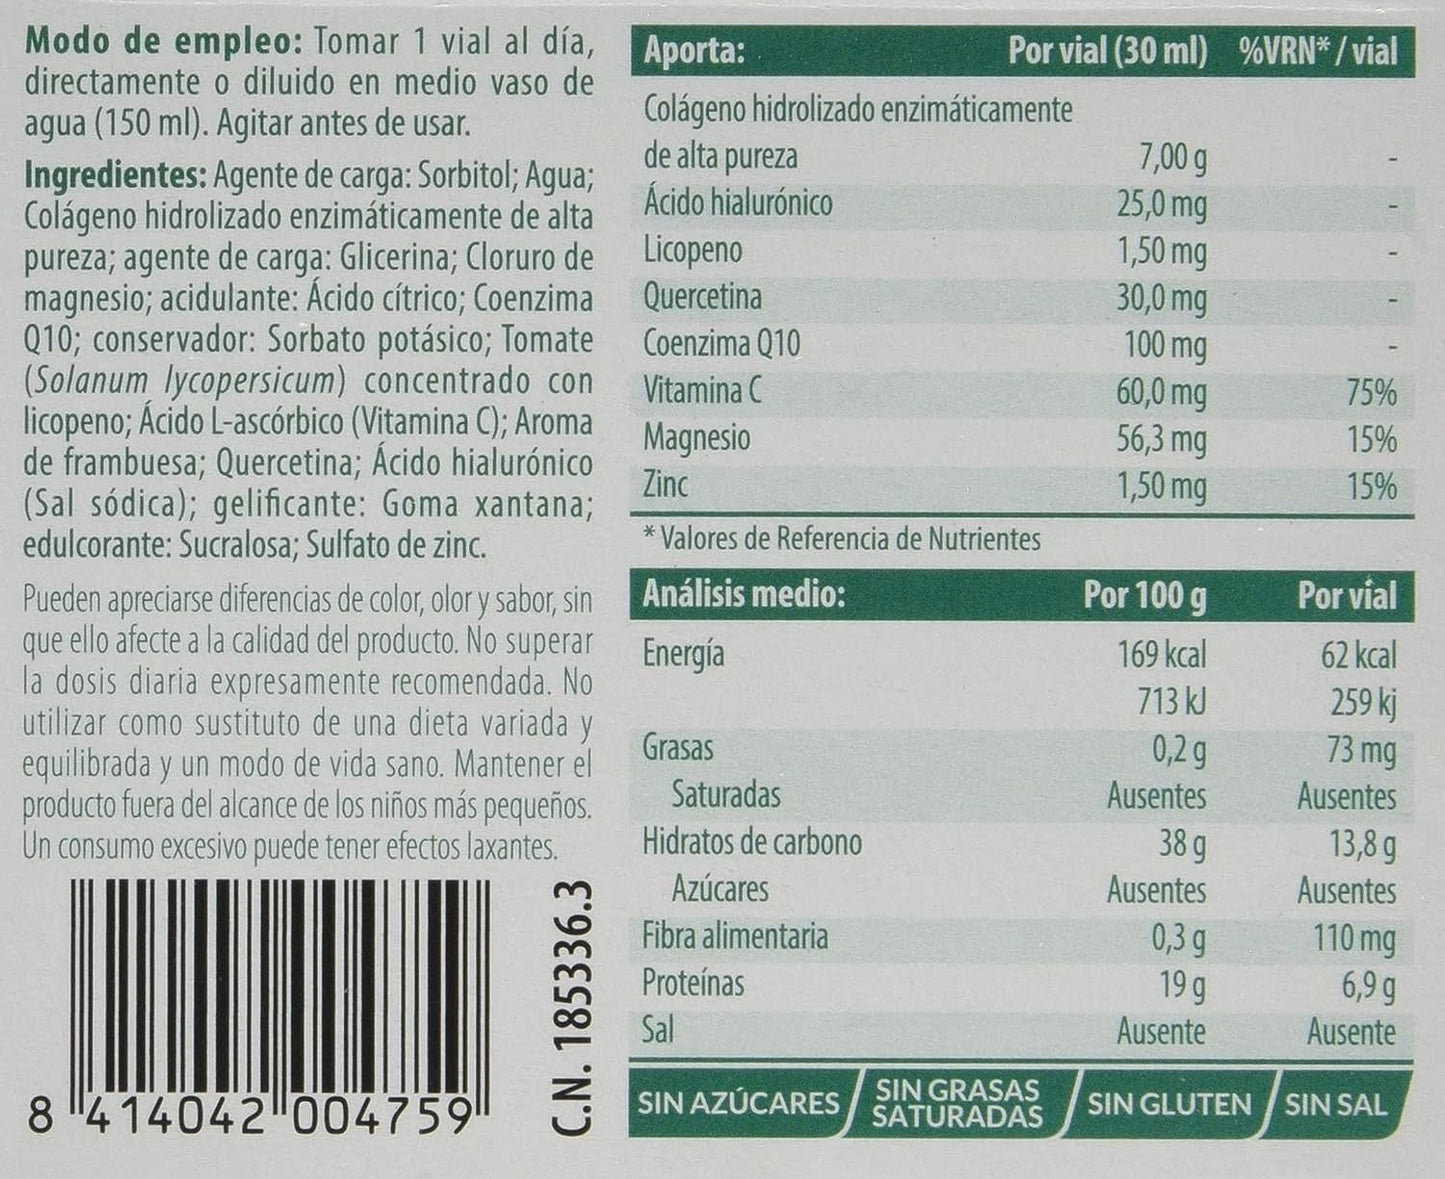 Modo de empleo: Tomar 1 vial al día,
directamente o diluido en medio vaso de
agua (150 ml). Agitar antes de usar.
Ingredientes: Agente de carga: Sorbitol; Agua;
Colágeno hidrolizado enzimáticamente de alta
pureza; agente de carga: Glicerina; Cloruro de
magnesio; acidulante: Ácido cítrico; Coenzima
Q10; conservador: Sorbato potásico; Tomate
(Solanum lycopersicum) concentrado con
licopeno; Ácido L-ascórbico (Vitamina C); Aroma
de frambuesa; Quercetina; Ácido hialurónico
(Sal sódica); gelificante: Goma xantana;
edulcorante: Sucralosa; Sulfato de zinc.
Pueden apreciarse diferencias de color, olor y sabor, sin
que ello afecte a la calidad del producto. No superar
la dosis diaria expresamente recomendada. No
utilizar como sustituto de una dieta variada y
equilibrada y un modo de vida sano. Mantener el
producto fuera del alcance de los niños más pequeños.
Un consumo excesivo puede tener efectos laxantes.
8 414042 004759
C.N. 185336.3
Aporta: Por vial (30 ml) %VRN* / vial
Colágeno hidrolizado enzimáticamente
de alta pureza 7,00 g -
Ácido hialurónico 25,0 mg -
Licopeno 1,50 mg -
Quercetina 30,0 mg -
Coenzima Q10 100 mg -
Vitamina C 60,0 mg 75%
Magnesio 56,3 mg 15%
Zinc 1,50 mg 15%
* Valores de Referencia de Nutrientes
Análisis medio: Por 100 g Por vial
Energía 169 kcal 62 kcal
713 kJ 259 kj
Grasas 0,2 g 73 mg
Saturadas Ausentes Ausentes
Hidratos de carbono 38 g 13,8 g
Azúcares Ausentes Ausentes
Fibra alimentaria 0,3 g 110 mg
Proteínas 19 g 6,9 g
Sal Ausente Ausente
SIN AZÚCARES
SIN GRASAS
SATURADAS
SIN GLUTEN
SIN SAL